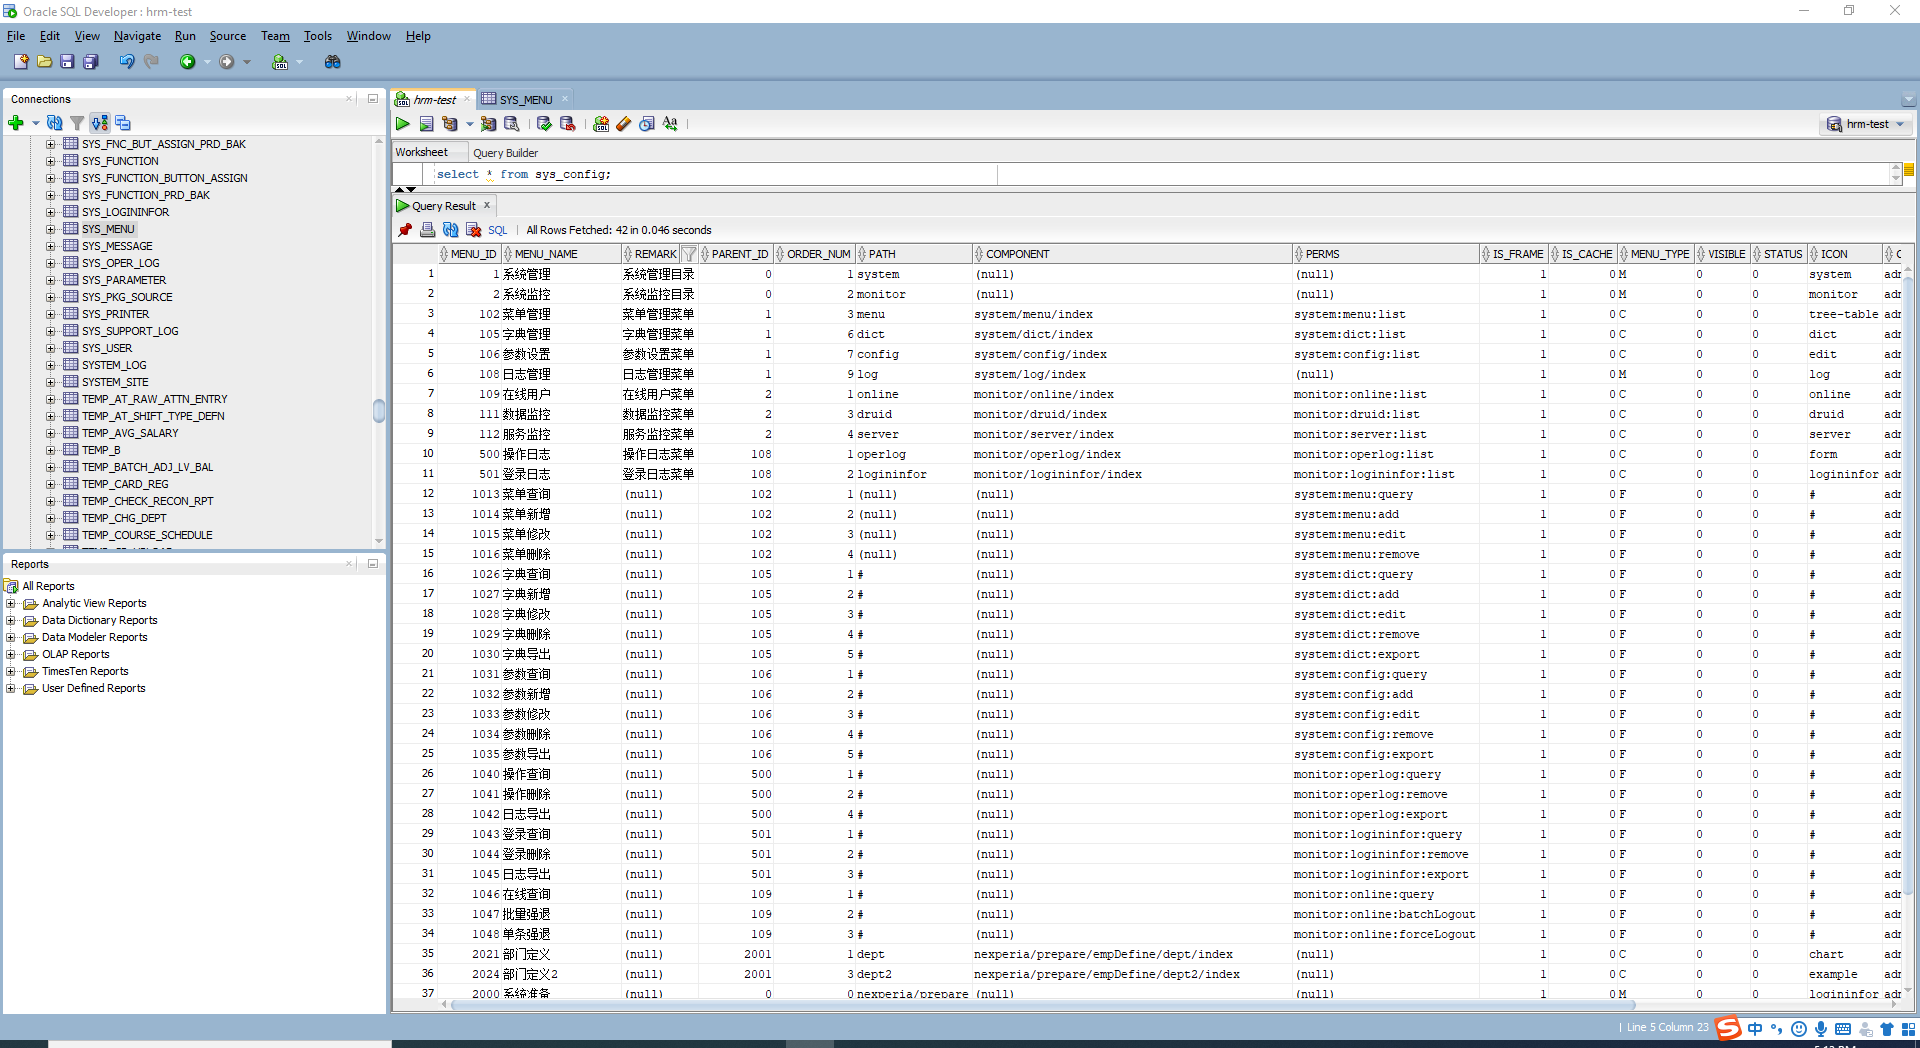 Oracle SQL Developer : hrm-test
File Edit View Navigate Run Source Team Tools Window Help
Connections
SYS_FNC_BUT_ASSIGN_PRD_BAK
SYS_FUNCTION
SYS_FUNCTION_BUTTON_ASSIGN
SYS_FUNCTION_PRD_BAK
SYS_LOGININFOR
SYS_MENU
SYS_MESSAGE
SYS_OPER_LOG
SYS_PARAMETER
SYS_PKG_SOURCE
SYS_PRINTER
SYS_SUPPORT_LOG
SYS_USER
SYSTEM_LOG
SYSTEM_SITE
TEMP_AT_RAW_ATTN_ENTRY
TEMP_AT_SHIFT_TYPE_DEFN
TEMP_AVG_SALARY
TEMP_B
TEMP_BATCH_ADJ_LV_BAL
TEMP_CARD_REG
TEMP_CHECK_RECON_RPT
TEMP_CHG_DEPT
TEMP_COURSE_SCHEDULE
Reports
All Reports
Analytic View Reports
Data Dictionary Reports
Data Modeler Reports
OLAP Reports
TimesTen Reports
User Defined Reports
hrm-test SYS_MENU
hrm-test
Worksheet Query Builder
select * from sys_config;
Query Result
SQL All Rows Fetched: 42 in 0.046 seconds
MENU_ID MENU_NAME REMARK PARENT_ID ORDER_NUM PATH COMPONENT PERMS IS_FRAME IS_CACHE MENU_TYPE VISIBLE STATUS ICON C
1 1 系统管理 系统管理目录 0 1 system (null) (null) 1 0 M 0 0 system adm
2 2 系统监控 系统监控目录 0 2 monitor (null) (null) 1 0 M 0 0 monitor adm
3 102 菜单管理 菜单管理菜单 1 3 menu system/menu/index system:menu:list 1 0 C 0 0 tree-table adm
4 105 字典管理 字典管理菜单 1 6 dict system/dict/index system:dict:list 1 0 C 0 0 dict adm
5 106 参数设置 参数设置菜单 1 7 config system/config/index system:config:list 1 0 C 0 0 edit adm
6 108 日志管理 日志管理菜单 1 9 log system/log/index (null) 1 0 M 0 0 log adm
7 109 在线用户 在线用户菜单 2 1 online monitor/online/index monitor:online:list 1 0 C 0 0 online adm
8 111 数据监控 数据监控菜单 2 3 druid monitor/druid/index monitor:druid:list 1 0 C 0 0 druid adm
9 112 服务监控 服务监控菜单 2 4 server monitor/server/index monitor:server:list 1 0 C 0 0 server adm
10 500 操作日志 操作日志菜单 108 1 operlog monitor/operlog/index monitor:operlog:list 1 0 C 0 0 form adm
11 501 登录日志 登录日志菜单 108 2 logininfor monitor/logininfor/index monitor:logininfor:list 1 0 C 0 0 logininfor adm
12 1013 菜单查询 (null) 102 1 (null) (null) system:menu:query 1 0 F 0 0 # adm
13 1014 菜单新增 (null) 102 2 (null) (null) system:menu:add 1 0 F 0 0 # adm
14 1015 菜单修改 (null) 102 3 (null) (null) system:menu:edit 1 0 F 0 0 # adm
15 1016 菜单删除 (null) 102 4 (null) (null) system:menu:remove 1 0 F 0 0 # adm
16 1026 字典查询 (null) 105 1 # (null) system:dict:query 1 0 F 0 0 # adm
17 1027 字典新增 (null) 105 2 # (null) system:dict:add 1 0 F 0 0 # adm
18 1028 字典修改 (null) 105 3 # (null) system:dict:edit 1 0 F 0 0 # adm
19 1029 字典删除 (null) 105 4 # (null) system:dict:remove 1 0 F 0 0 # adm
20 1030 字典导出 (null) 105 5 # (null) system:dict:export 1 0 F 0 0 # adm
21 1031 参数查询 (null) 106 1 # (null) system:config:query 1 0 F 0 0 # adm
22 1032 参数新增 (null) 106 2 # (null) system:config:add 1 0 F 0 0 # adm
23 1033 参数修改 (null) 106 3 # (null) system:config:edit 1 0 F 0 0 # adm
24 1034 参数删除 (null) 106 4 # (null) system:config:remove 1 0 F 0 0 # adm
25 1035 参数导出 (null) 106 5 # (null) system:config:export 1 0 F 0 0 # adm
26 1040 操作查询 (null) 500 1 # (null) monitor:operlog:query 1 0 F 0 0 # adm
27 1041 操作删除 (null) 500 2 # (null) monitor:operlog:remove 1 0 F 0 0 # adm
28 1042 日志导出 (null) 500 4 # (null) monitor:operlog:export 1 0 F 0 0 # adm
29 1043 登录查询 (null) 501 1 # (null) monitor:logininfor:query 1 0 F 0 0 # adm
30 1044 登录删除 (null) 501 2 # (null) monitor:logininfor:remove 1 0 F 0 0 # adm
31 1045 日志导出 (null) 501 3 # (null) monitor:logininfor:export 1 0 F 0 0 # adm
32 1046 在线查询 (null) 109 1 # (null) monitor:online:query 1 0 F 0 0 # adm
33 1047 批量强退 (null) 109 2 # (null) monitor:online:batchLogout 1 0 F 0 0 # adm
34 1048 单条强退 (null) 109 3 # (null) monitor:online:forceLogout 1 0 F 0 0 # adm
35 2021 部门定义 (null) 2001 1 dept nexperia/prepare/empDefine/dept/index (null) 1 0 C 0 0 chart adm
36 2024 部门定义2 (null) 2001 3 dept2 nexperia/prepare/empDefine/dept2/index (null) 1 0 C 0 0 example adm
37 2000 系统准备 (null) 0 0 nexperia/prepare (null) (null) 1 0 M 0 0 logininfor adm
Line 5 Column 23
中